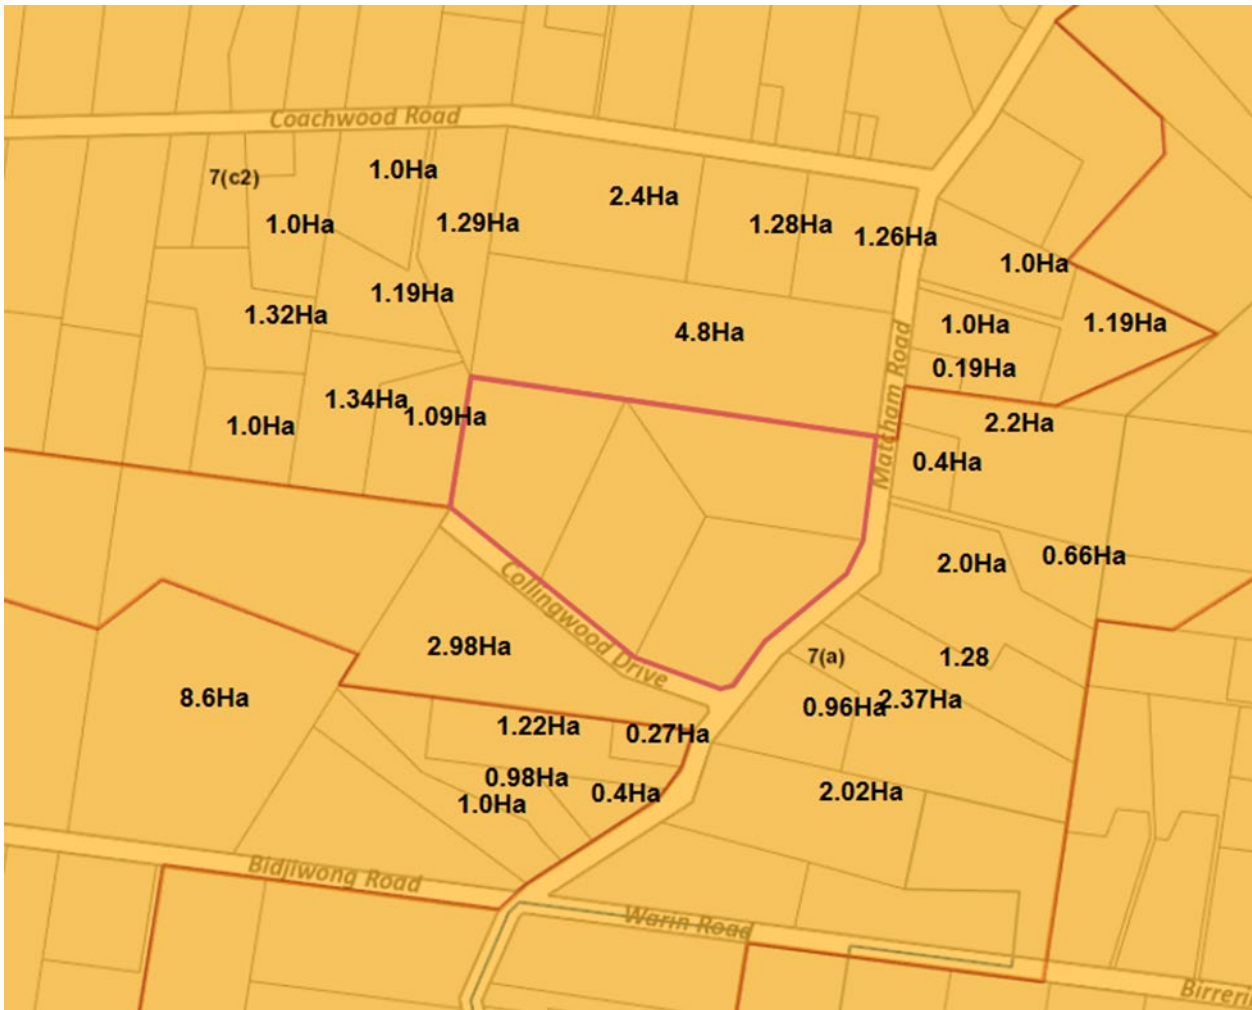 Coachwood Road
1.0Ha
7(c2)
2.4Ha
1.0Ha
1.29Ha
1.28Ha
1.26Ha
1.0Ha
1.19Ha
1.32Ha
4.8Ha
1.0Ha
1.19Ha
0.19Ha
Matcham Road
1.34Ha
1.09Ha
1.0Ha
2.2Ha
0.4Ha
2.0Ha
0.66Ha
Collingwood Drive
2.98Ha
7(a)
1.28
8.6Ha
0.96Ha
2.37Ha
1.22Ha
0.27Ha
0.98Ha
1.0Ha
0.4Ha
2.02Ha
Bidjiwong Road
Warin Road